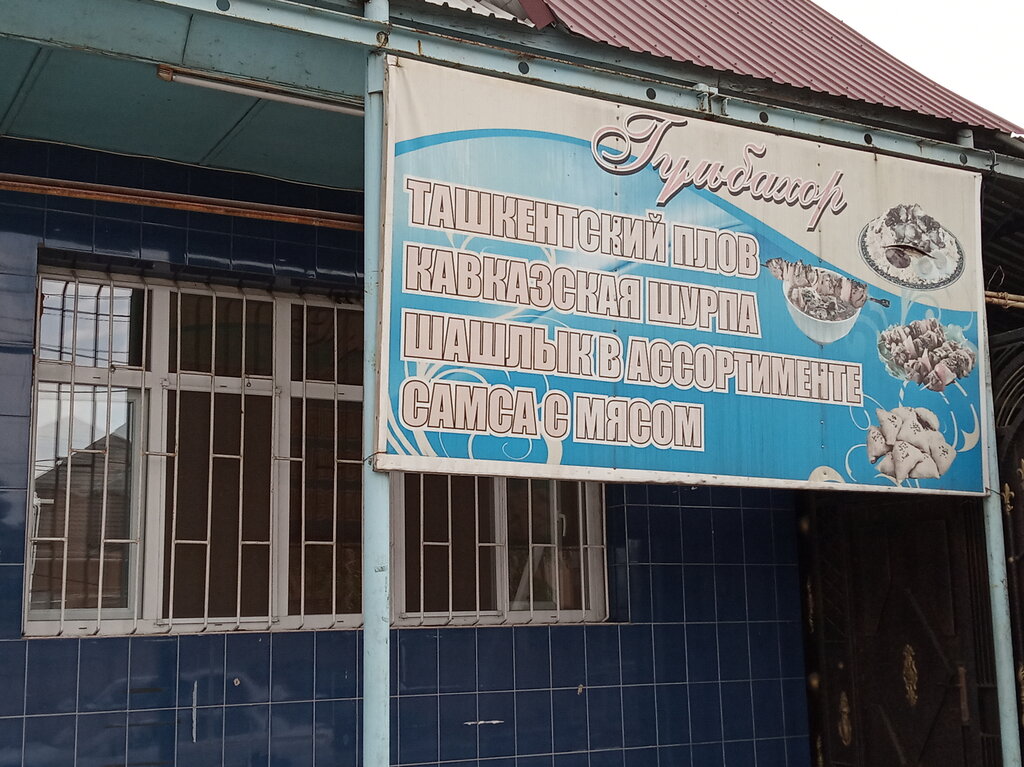 Гульбахор
ТАШКЕНТСКИЙ ПЛОВ
КАВКАЗСКАЯ ШУРПА
ШАШЛЫК В АССОРТИМЕНТЕ
САМСА С МЯСОМ